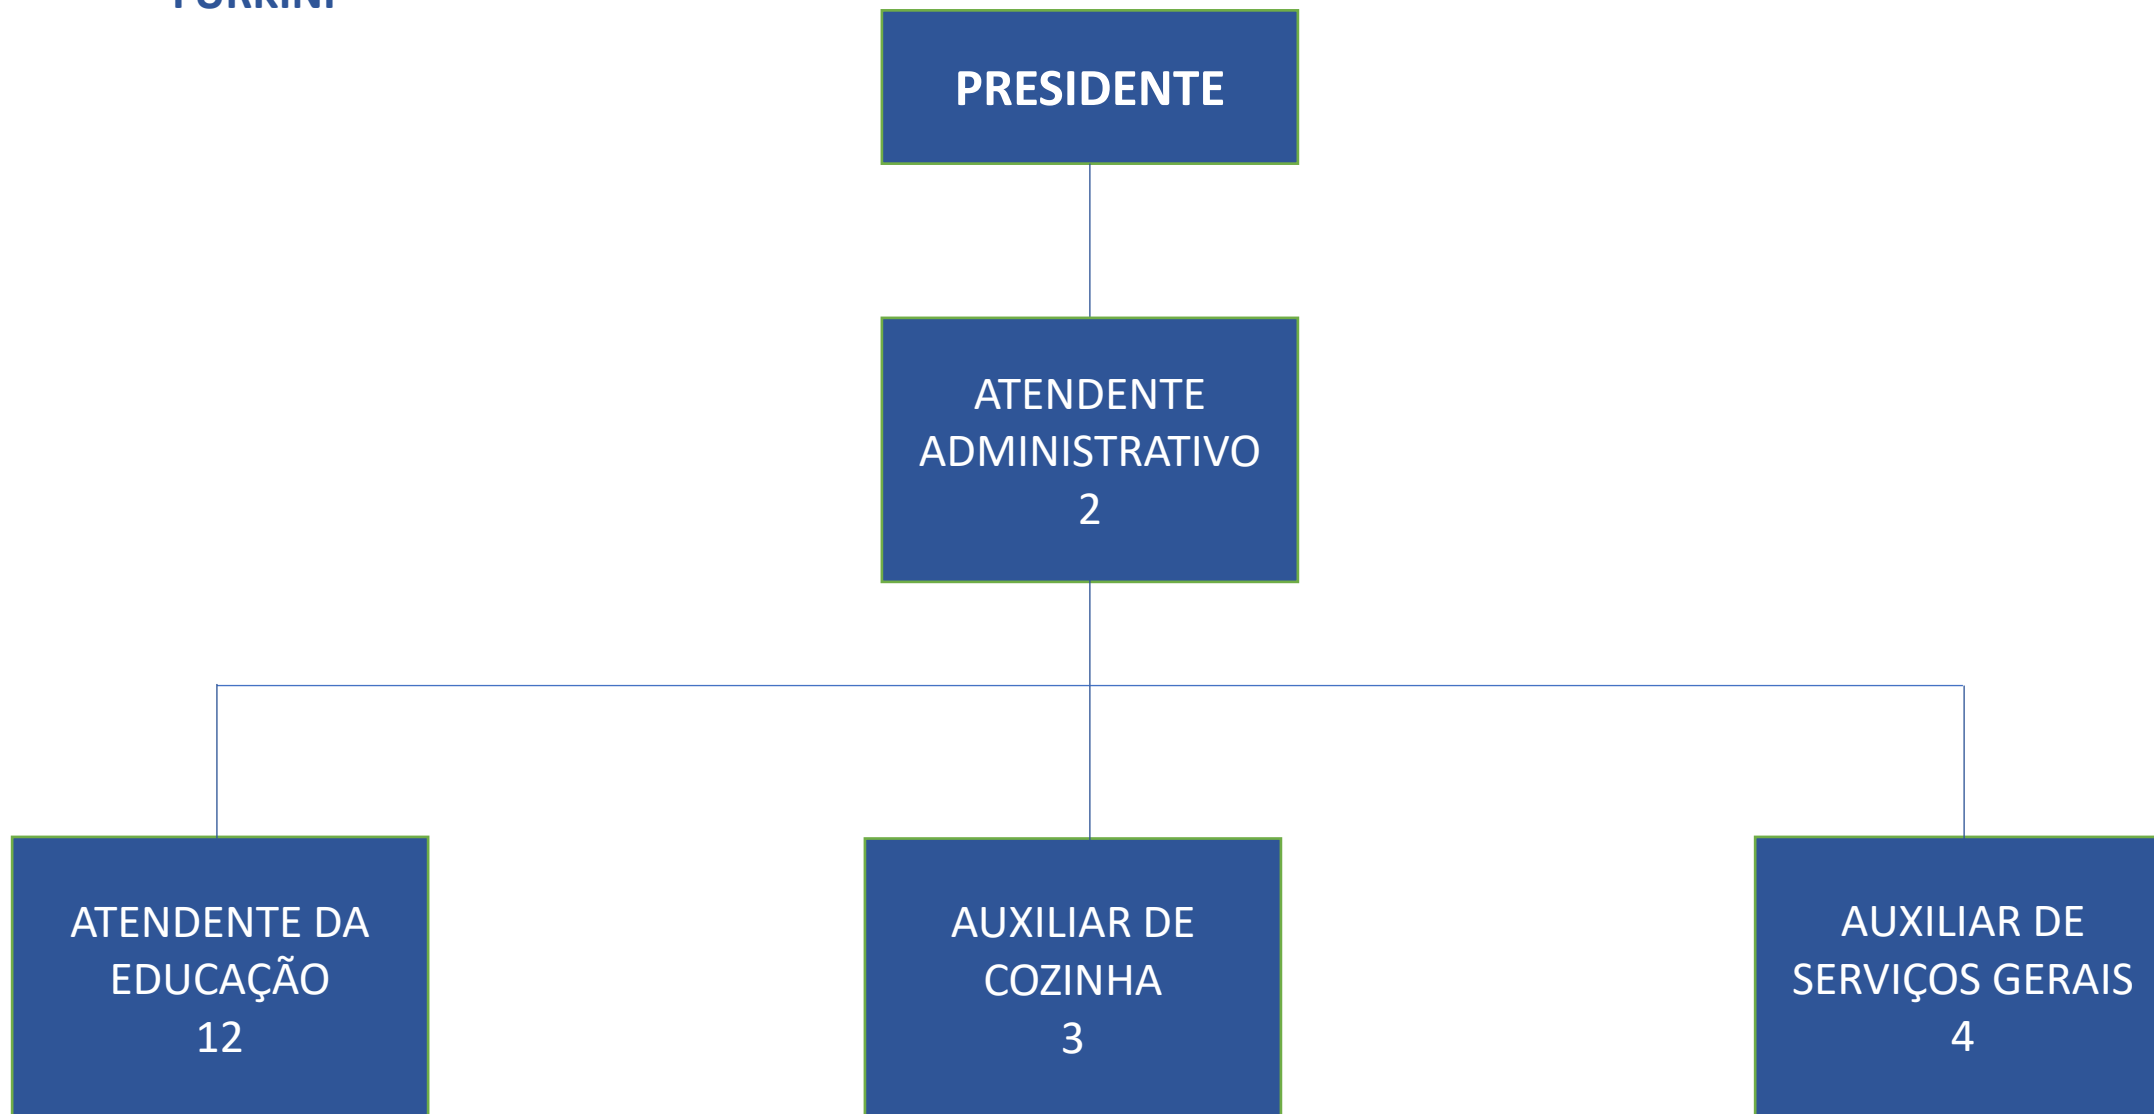 PRESIDENTE
ATENDENTE
ADMINISTRATIVO
2
ATENDENTE DA
EDUCAÇÃO
12
AUXILIAR DE
COZINHA
3
AUXILIAR DE
SERVIÇOS GERAIS
4